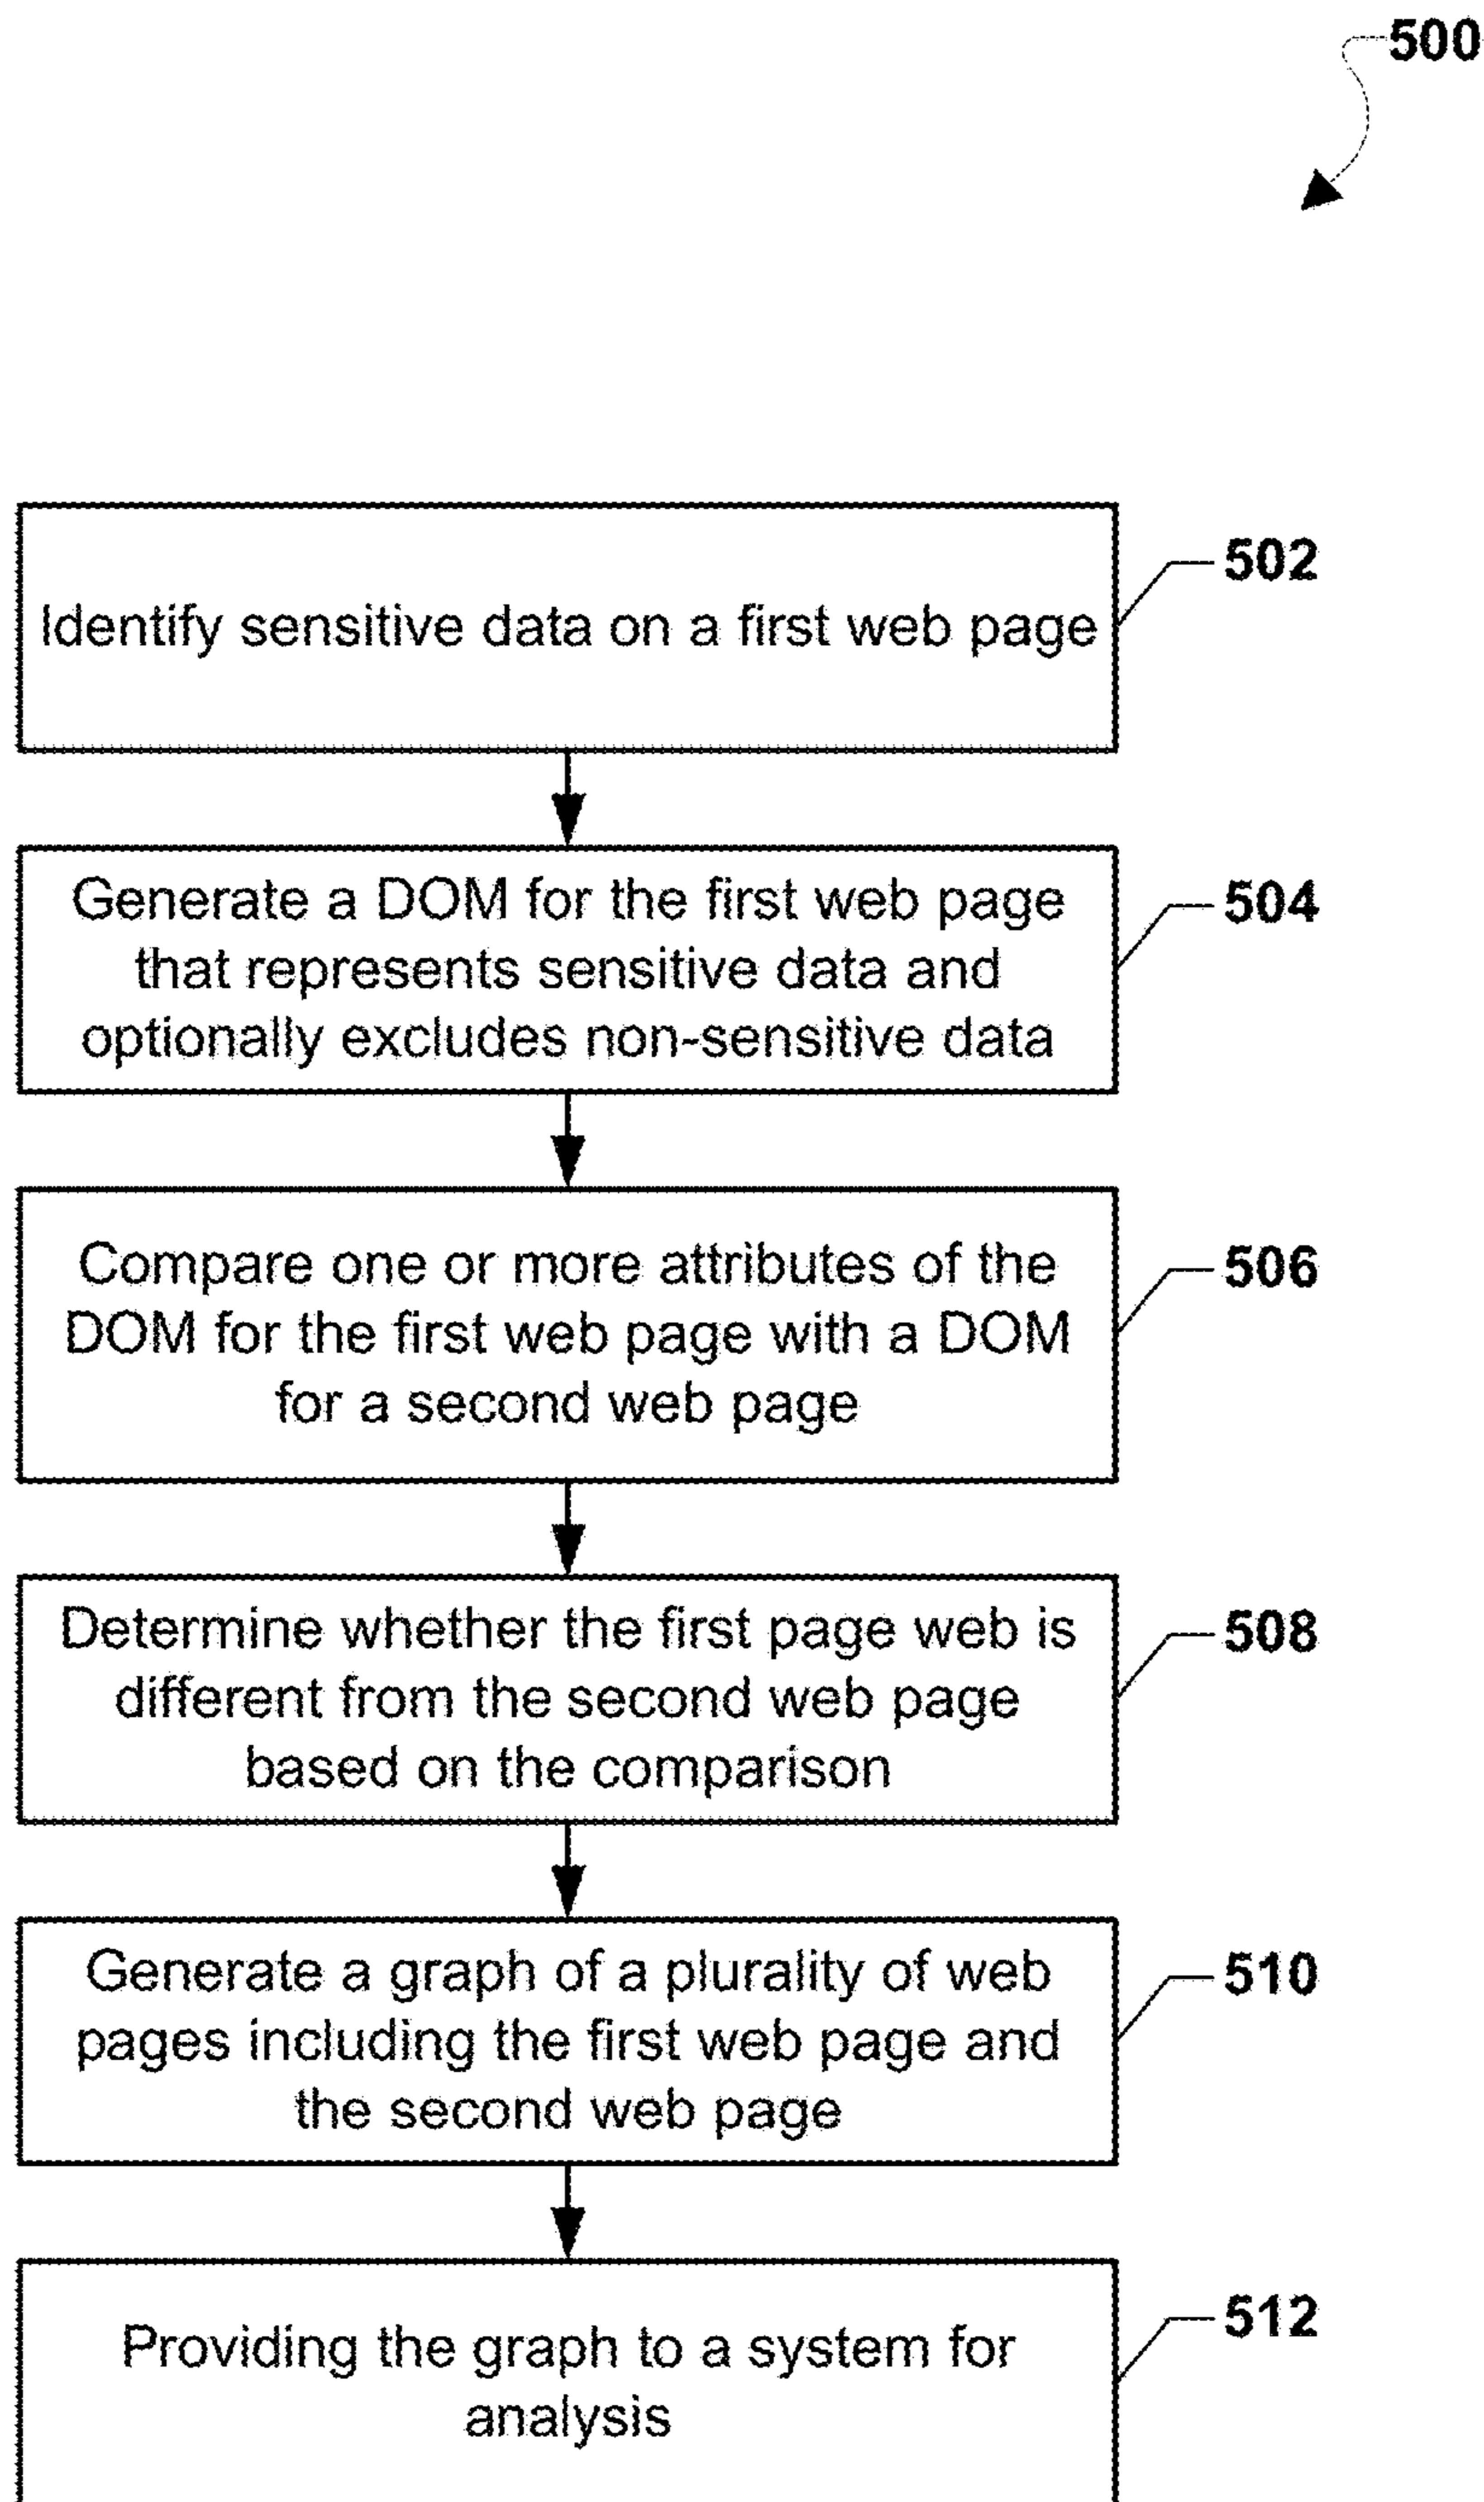 500
Identify sensitive data on a first web page
502
Generate a DOM for the first web page
that represents sensitive data and
optionally excludes non-sensitive data
504
Compare one or more attributes of the
DOM for the first web page with a DOM
for a second web page
506
Determine whether the first page web is
different from the second web page
based on the comparison
508
Generate a graph of a plurality of web
pages including the first web page and
the second web page
510
Providing the graph to a system for
analysis
512